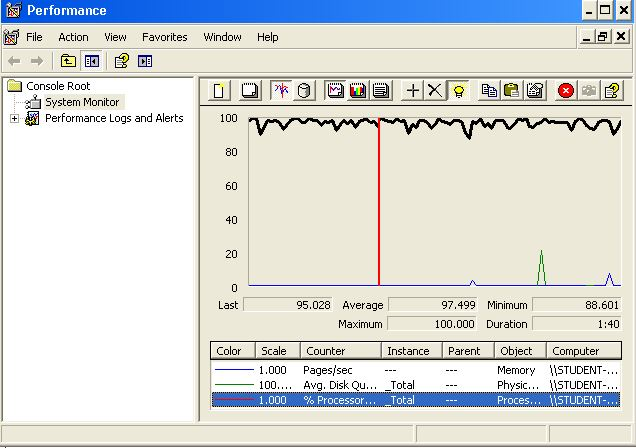 Performance
File Action View Favorites Window Help
Console Root
System Monitor
Performance Logs and Alerts
100
80
60
40
20
0
Last 95.028 Average 97.499 Minimum 88.601
Maximum 100.000 Duration 1:40
Color Scale Counter Instance Parent Object Computer
1.000 Pages/sec --- --- Memory \\STUDENT-...
100.... Avg. Disk Qu... _Total --- Physic... \\STUDENT-...
1.000 % Processor... _Total --- Proces... \\STUDENT-...